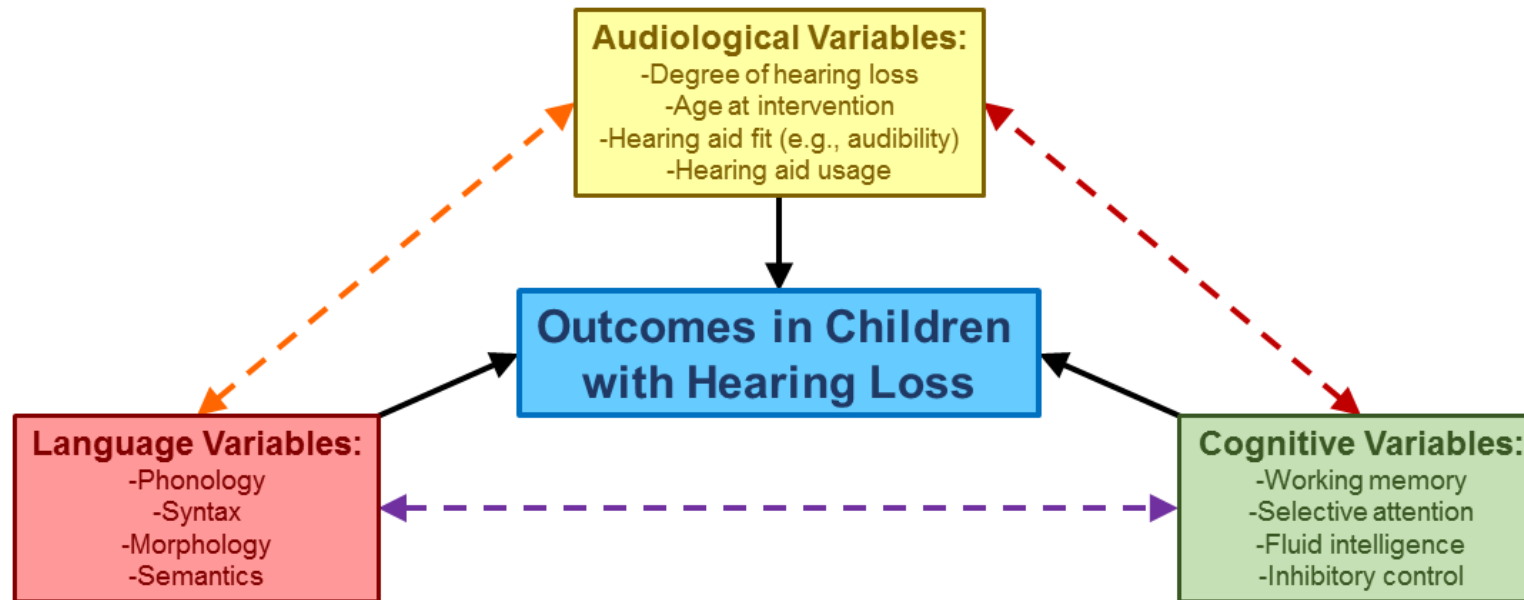 Audiological Variables:
-Degree of hearing loss
-Age at intervention
-Hearing aid fit (e.g., audibility)
-Hearing aid usage
Outcomes in Children
with Hearing Loss
Language Variables:
-Phonology
-Syntax
-Morphology
-Semantics
Cognitive Variables:
-Working memory
-Selective attention
-Fluid intelligence
-Inhibitory control